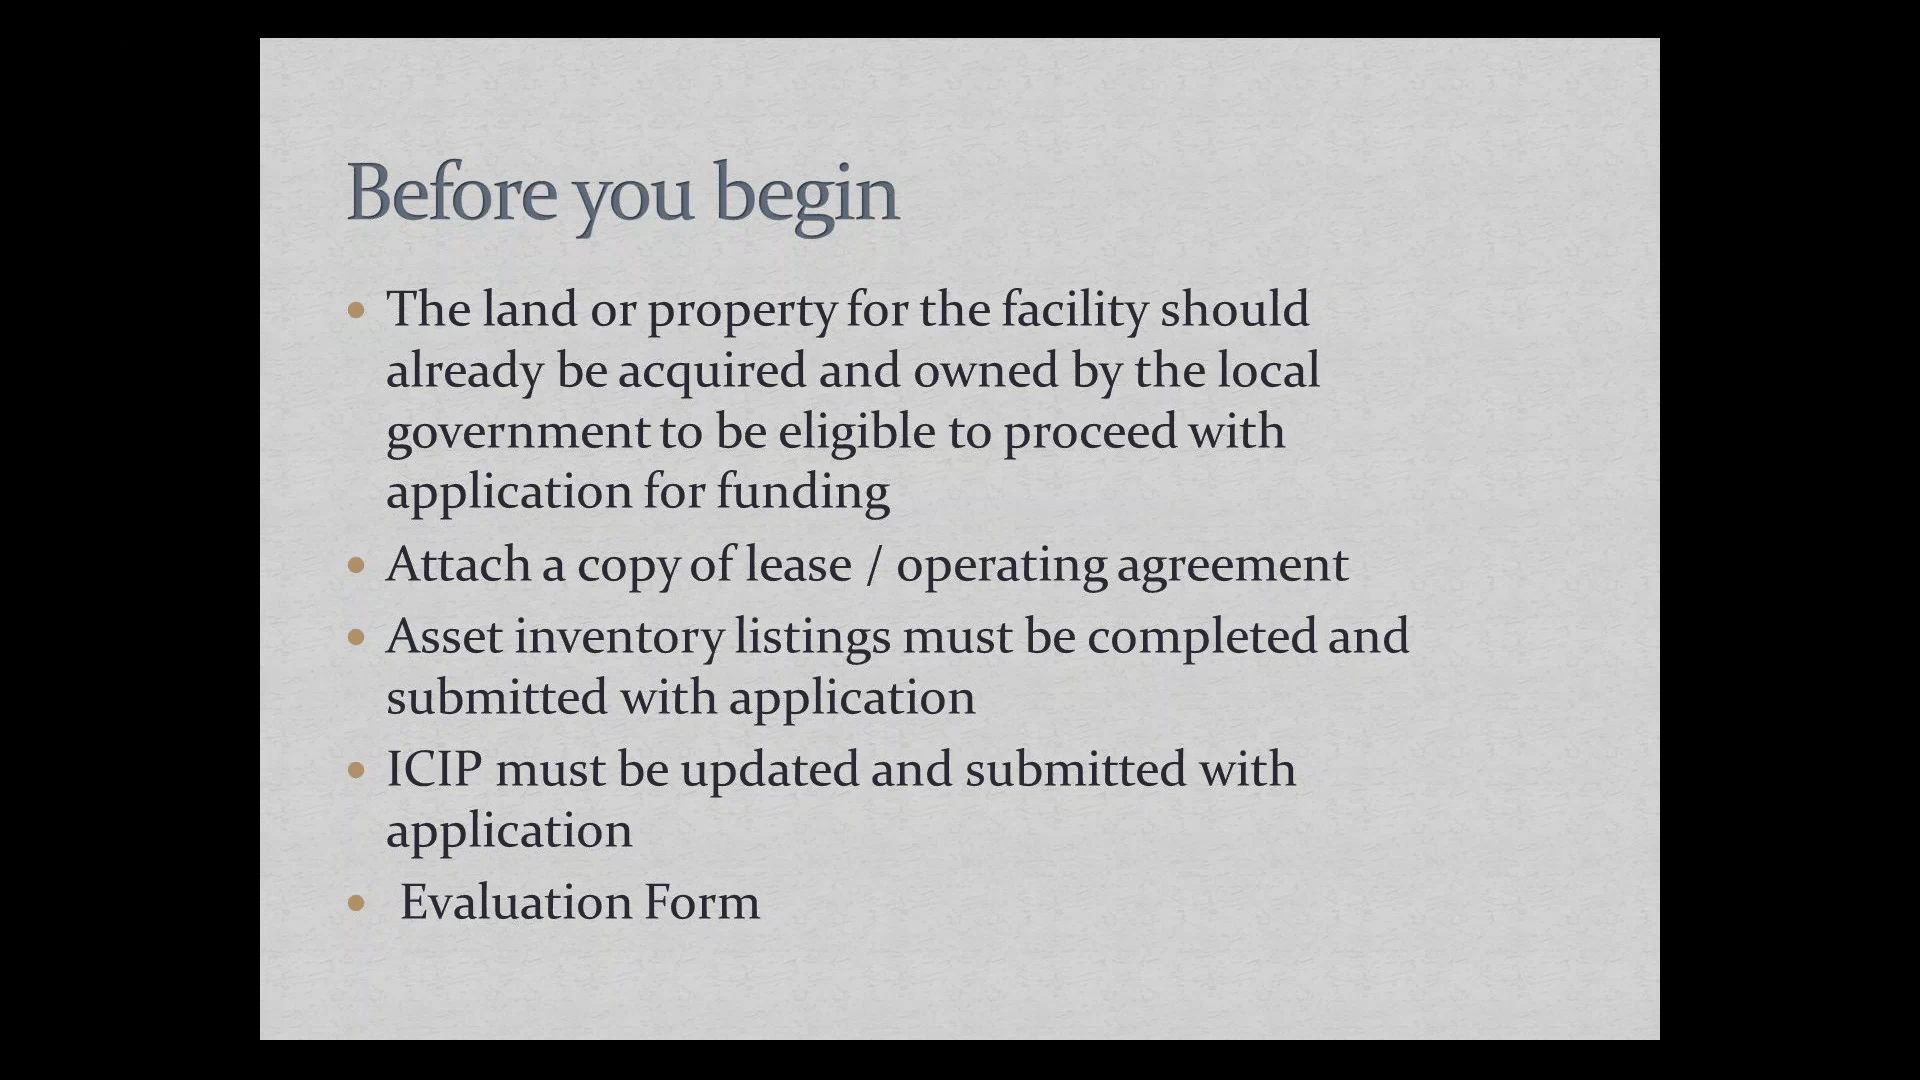 Before you begin
• The land or property for the facility should
already be acquired and owned by the local
government to be eligible to proceed with
application for funding
• Attach a copy of lease / operating agreement
• Asset inventory listings must be completed and
submitted with application
• ICIP must be updated and submitted with
application
• Evaluation Form